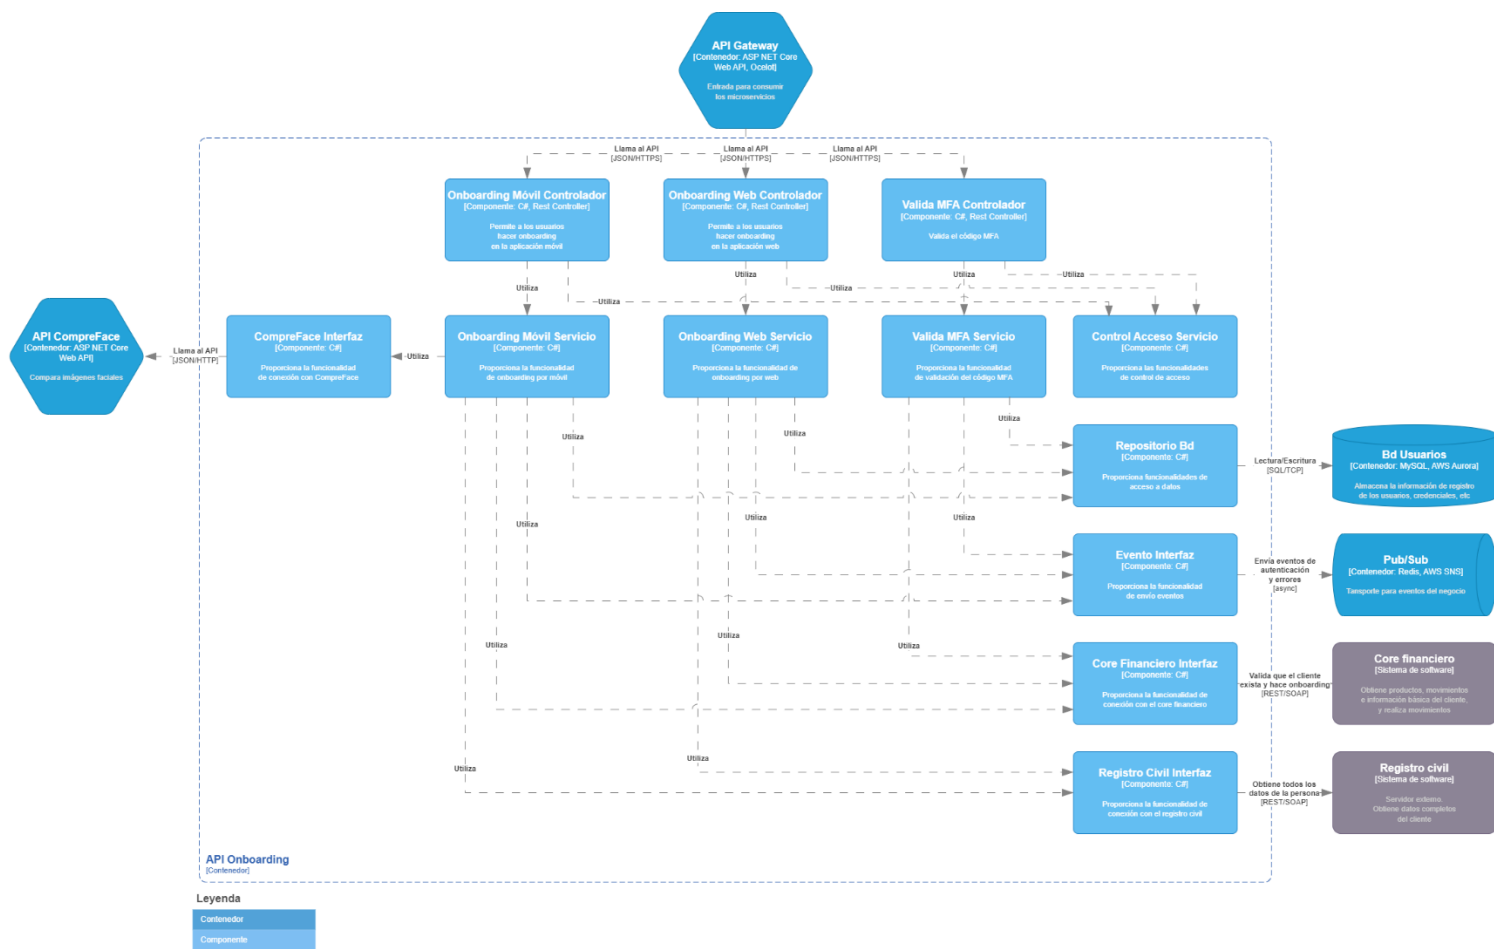 API Gateway
[Contenedor: ASP NET Core
Web API, Ocelot]
Entrada para consumir
los microservicios
Llama al API
[JSON/HTTPS]
Llama al API
[JSON/HTTPS]
Llama al API
[JSON/HTTPS]
Onboarding Móvil Controlador
[Componente: C#, Rest Controller]
Permite a los usuarios
hacer onboarding
en la aplicación móvil
Onboarding Web Controlador
[Componente: C#, Rest Controller]
Permite a los usuarios
hacer onboarding
en la aplicación web
Valida MFA Controlador
[Componente: C#, Rest Controller]
Valida el código MFA
Utiliza
Utiliza
Utiliza
Utiliza
Utiliza
Utiliza
API CompreFace
[Contenedor: ASP NET Core
Web API]
Compara imágenes faciales
Llama al API
[JSON/HTTP]
CompreFace Interfaz
[Componente: C#]
Proporciona la funcionalidad
de conexión con CompreFace
Utiliza
Onboarding Móvil Servicio
[Componente: C#]
Proporciona la funcionalidad
de onboarding por móvil
Onboarding Web Servicio
[Componente: C#]
Proporciona la funcionalidad de
onboarding por web
Valida MFA Servicio
[Componente: C#]
Proporciona la funcionalidad
de validación del código MFA
Control Acceso Servicio
[Componente: C#]
Proporciona las funcionalidades
de control de acceso
Utiliza
Utiliza
Utiliza
Repositorio Bd
[Componente: C#]
Proporciona funcionalidades de
acceso a datos
Lectura/Escritura
[SQL/TCP]
Bd Usuarios
[Contenedor: MySQL, AWS Aurora]
Almacena la información de registro
de los usuarios, credenciales, etc
Utiliza
Utiliza
Utiliza
Evento Interfaz
[Componente: C#]
Proporciona la funcionalidad
de envío eventos
Envía eventos de
autenticación
y errores
[async]
Pub/Sub
[Contenedor: Redis, AWS SNS]
Tansporte para eventos del negocio
Utiliza
Utiliza
Utiliza
Core Financiero Interfaz
[Componente: C#]
Proporciona la funcionalidad de
conexión con el core financiero
Valida que el cliente
exista y hace onboarding
[REST/SOAP]
Core financiero
[Sistema de software]
Obtiene productos, movimientos
e información básica del cliente,
y realiza movimientos
Utiliza
Utiliza
Registro Civil Interfaz
[Componente: C#]
Proporciona la funcionalidad de
conexión con el registro civil
Obtiene todos los
datos de la persona
[REST/SOAP]
Registro civil
[Sistema de software]
Servidor externo.
Obtiene datos completos
del cliente
API Onboarding
[Contenedor]
Leyenda
Contenedor
Componente